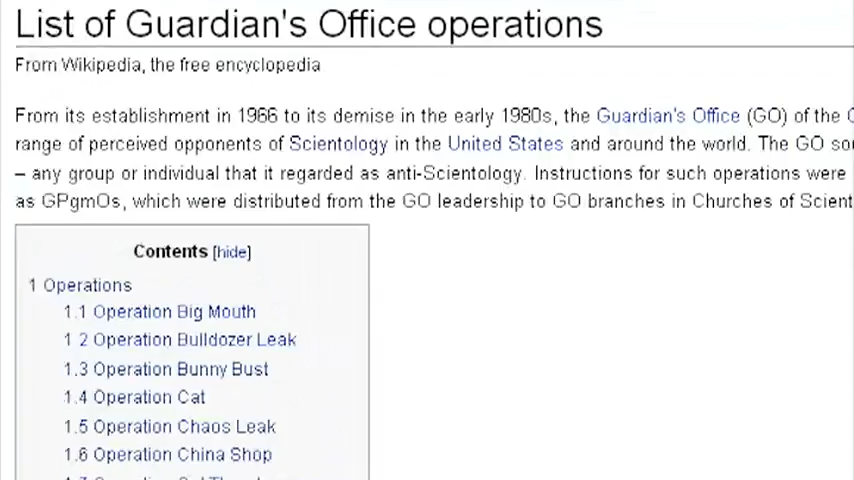 List of Guardian's Office operations
From Wikipedia, the free encyclopedia
From its establishment in 1966 to its demise in the early 1980s, the Guardian's Office (GO) of the
range of perceived opponents of Scientology in the United States and around the world. The GO
– any group or individual that it regarded as anti-Scientology. Instructions for such operations were
as GPgmOs, which were distributed from the GO leadership to GO branches in Churches of Scient
Contents [hide]
1 Operations
1.1 Operation Big Mouth
1 2 Operation Bulldozer Leak
1.3 Operation Bunny Bust
1.4 Operation Cat
1.5 Operation Chaos Leak
1.6 Operation China Shop